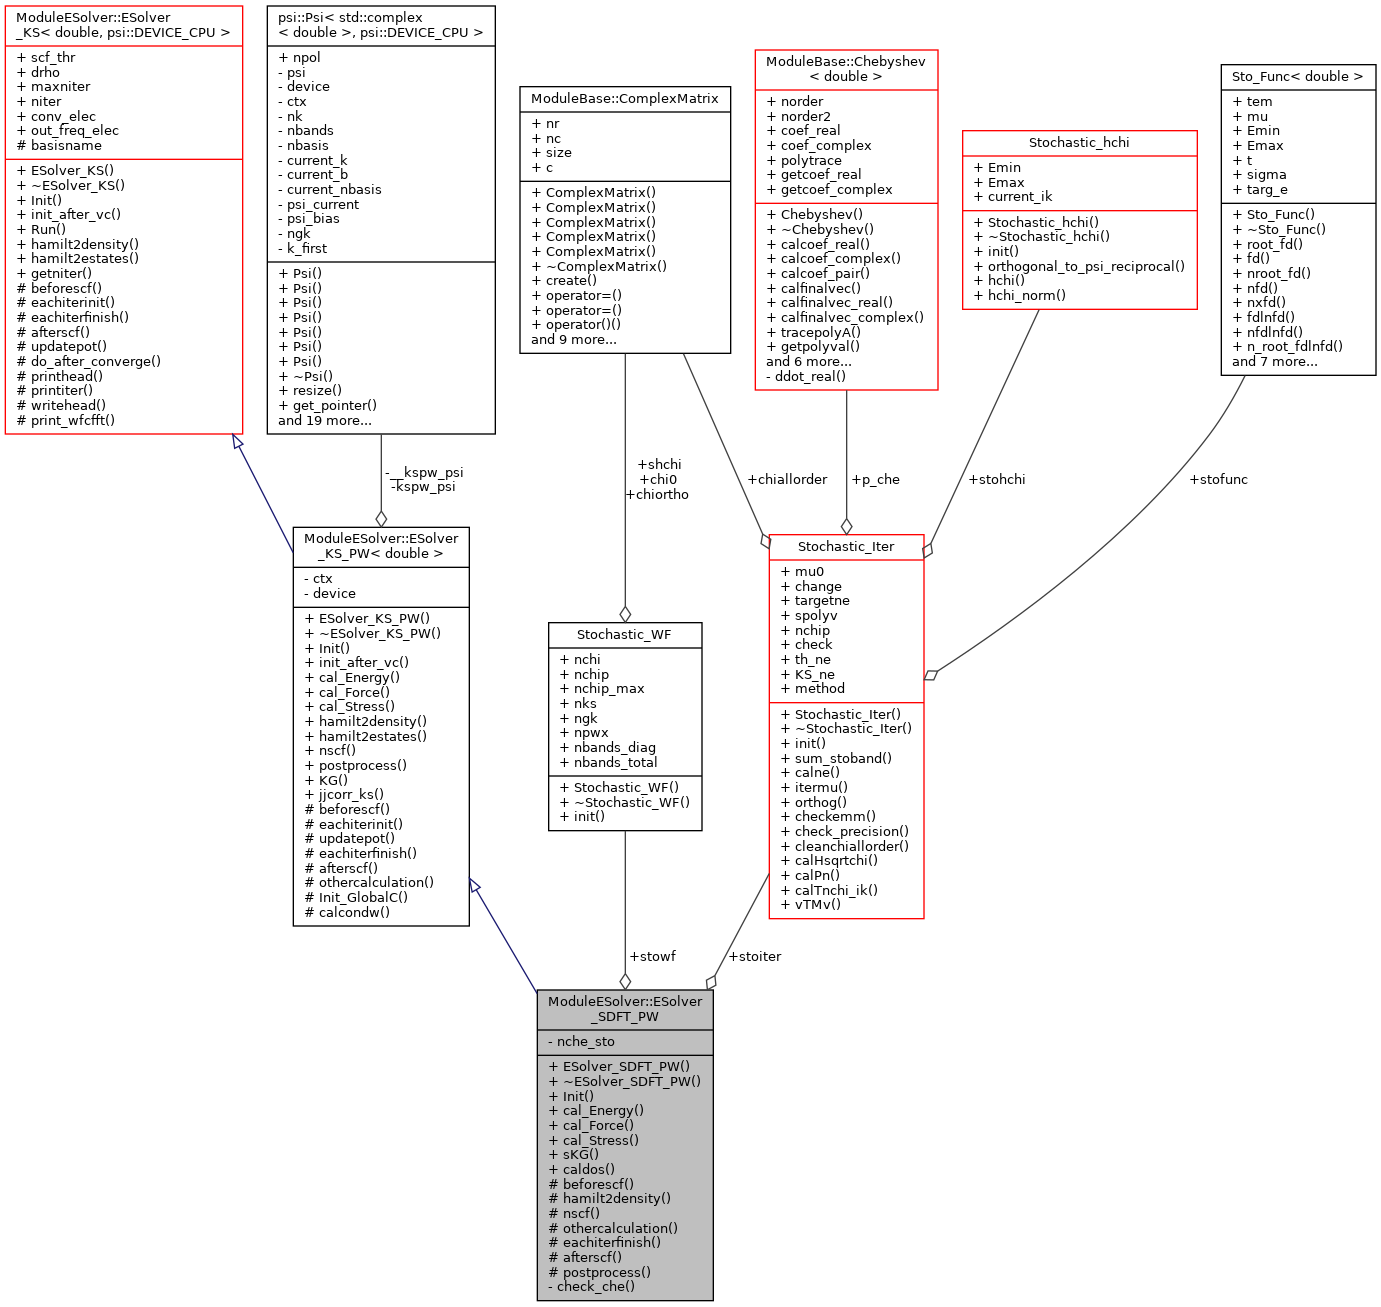 ModuleESolver::ESolver
_KS< double, psi::DEVICE_CPU >
+ scf_thr
+ drho
+ maxniter
+ niter
+ conv_elec
+ out_freq_elec
# basisname
+ ESolver_KS()
+ ~ESolver_KS()
+ Init()
+ init_after_vc()
+ Run()
+ hamilt2density()
+ hamilt2estates()
+ getniter()
# beforescf()
# eachiterinit()
# eachiterfinish()
# afterscf()
# updatepot()
# do_after_converge()
# printhead()
# printiter()
# writehead()
# print_wfcfft()
psi::Psi< std::complex
< double >, psi::DEVICE_CPU >
+ npol
- psi
- device
- ctx
- nk
- nbands
- nbasis
- current_k
- current_b
- current_nbasis
- psi_current
- psi_bias
- ngk
- k_first
+ Psi()
+ Psi()
+ Psi()
+ Psi()
+ Psi()
+ Psi()
+ Psi()
+ ~Psi()
+ resize()
+ get_pointer()
and 19 more...
ModuleBase::ComplexMatrix
+ nr
+ nc
+ size
+ c
+ ComplexMatrix()
+ ComplexMatrix()
+ ComplexMatrix()
+ ComplexMatrix()
+ ComplexMatrix()
+ ~ComplexMatrix()
+ create()
+ operator=()
+ operator=()
+ operator()()
and 9 more...
ModuleBase::Chebyshev
< double >
+ norder
+ norder2
+ coef_real
+ coef_complex
+ polytrace
+ getcoef_real
+ getcoef_complex
+ Chebyshev()
+ ~Chebyshev()
+ calcoef_real()
+ calcoef_complex()
+ calcoef_pair()
+ calfinalvec()
+ calfinalvec_real()
+ calfinalvec_complex()
+ tracepolyA()
+ getpolyval()
and 6 more...
- ddot_real()
Stochastic_hchi
+ Emin
+ Emax
+ current_ik
+ Stochastic_hchi()
+ ~Stochastic_hchi()
+ init()
+ orthogonal_to_psi_reciprocal()
+ hchi()
+ hchi_norm()
Sto_Func< double >
+ tem
+ mu
+ Emin
+ Emax
+ t
+ sigma
+ targ_e
+ Sto_Func()
+ ~Sto_Func()
+ root_fd()
+ fd()
+ nroot_fd()
+ nfd()
+ nxfd()
+ fdlnfd()
+ nfdlnfd()
+ n_root_fdlnfd()
and 7 more...
-__kspw_psi
-kspw_psi
+shchi
+chi0
+chiortho
+chiallorder
+p_che
+stohchi
+stofunc
ModuleESolver::ESolver
_KS_PW< double >
- ctx
- device
+ ESolver_KS_PW()
+ ~ESolver_KS_PW()
+ Init()
+ init_after_vc()
+ cal_Energy()
+ cal_Force()
+ cal_Stress()
+ hamilt2density()
+ hamilt2estates()
+ nscf()
+ postprocess()
+ KG()
+ jjcorr_ks()
# beforescf()
# eachiterinit()
# updatepot()
# eachiterfinish()
# afterscf()
# othercalculation()
# Init_GlobalC()
# calcondw()
Stochastic_WF
+ nchi
+ nchip
+ nchip_max
+ nks
+ ngk
+ npwx
+ nbands_diag
+ nbands_total
+ Stochastic_WF()
+ ~Stochastic_WF()
+ init()
Stochastic_Iter
+ mu0
+ change
+ targetne
+ spolyv
+ nchip
+ check
+ th_ne
+ KS_ne
+ method
+ Stochastic_Iter()
+ ~Stochastic_Iter()
+ init()
+ sum_stoband()
+ calne()
+ itermu()
+ orthog()
+ checkemm()
+ check_precision()
+ cleanchiallorder()
+ calHsqrtchi()
+ calPn()
+ calTnchi_ik()
+ vTMv()
+stowf
+stoiter
ModuleESolver::ESolver
_SDFT_PW
- nche_sto
+ ESolver_SDFT_PW()
+ ~ESolver_SDFT_PW()
+ Init()
+ cal_Energy()
+ cal_Force()
+ cal_Stress()
+ sKG()
+ caldos()
# beforescf()
# hamilt2density()
# nscf()
# othercalculation()
# eachiterfinish()
# afterscf()
# postprocess()
- check_che()